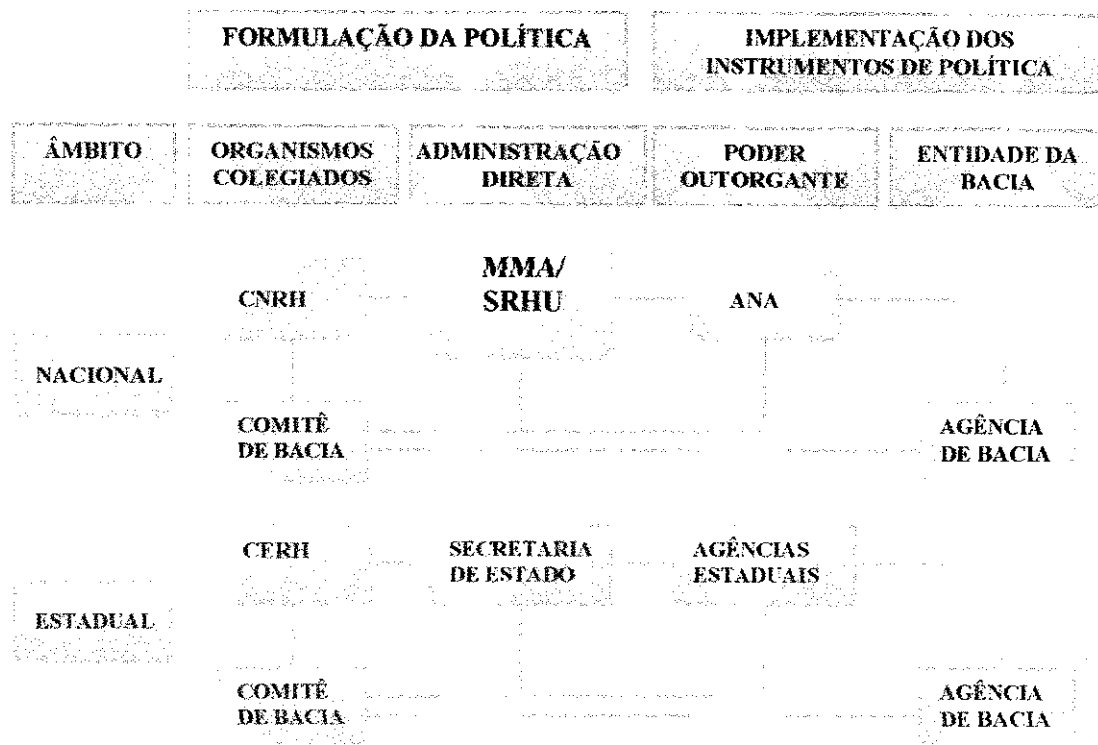 FORMULAÇÃO DA POLÍTICA
IMPLEMENTAÇÃO DOS
INSTRUMENTOS DE POLÍTICA
ÂMBITO
ORGANISMOS
COLEGIADOS
ADMINISTRAÇÃO
DIRETA
PODER
OUTORGANTE
ENTIDADE DA
BACIA
NACIONAL
CNRH
MMA/
SRHU
ANA
COMITÊ
DE BACIA
AGÊNCIA
DE BACIA
ESTADUAL
CERH
SECRETARIA
DE ESTADO
AGÊNCIAS
ESTADUAIS
COMITÊ
DE BACIA
AGÊNCIA
DE BACIA